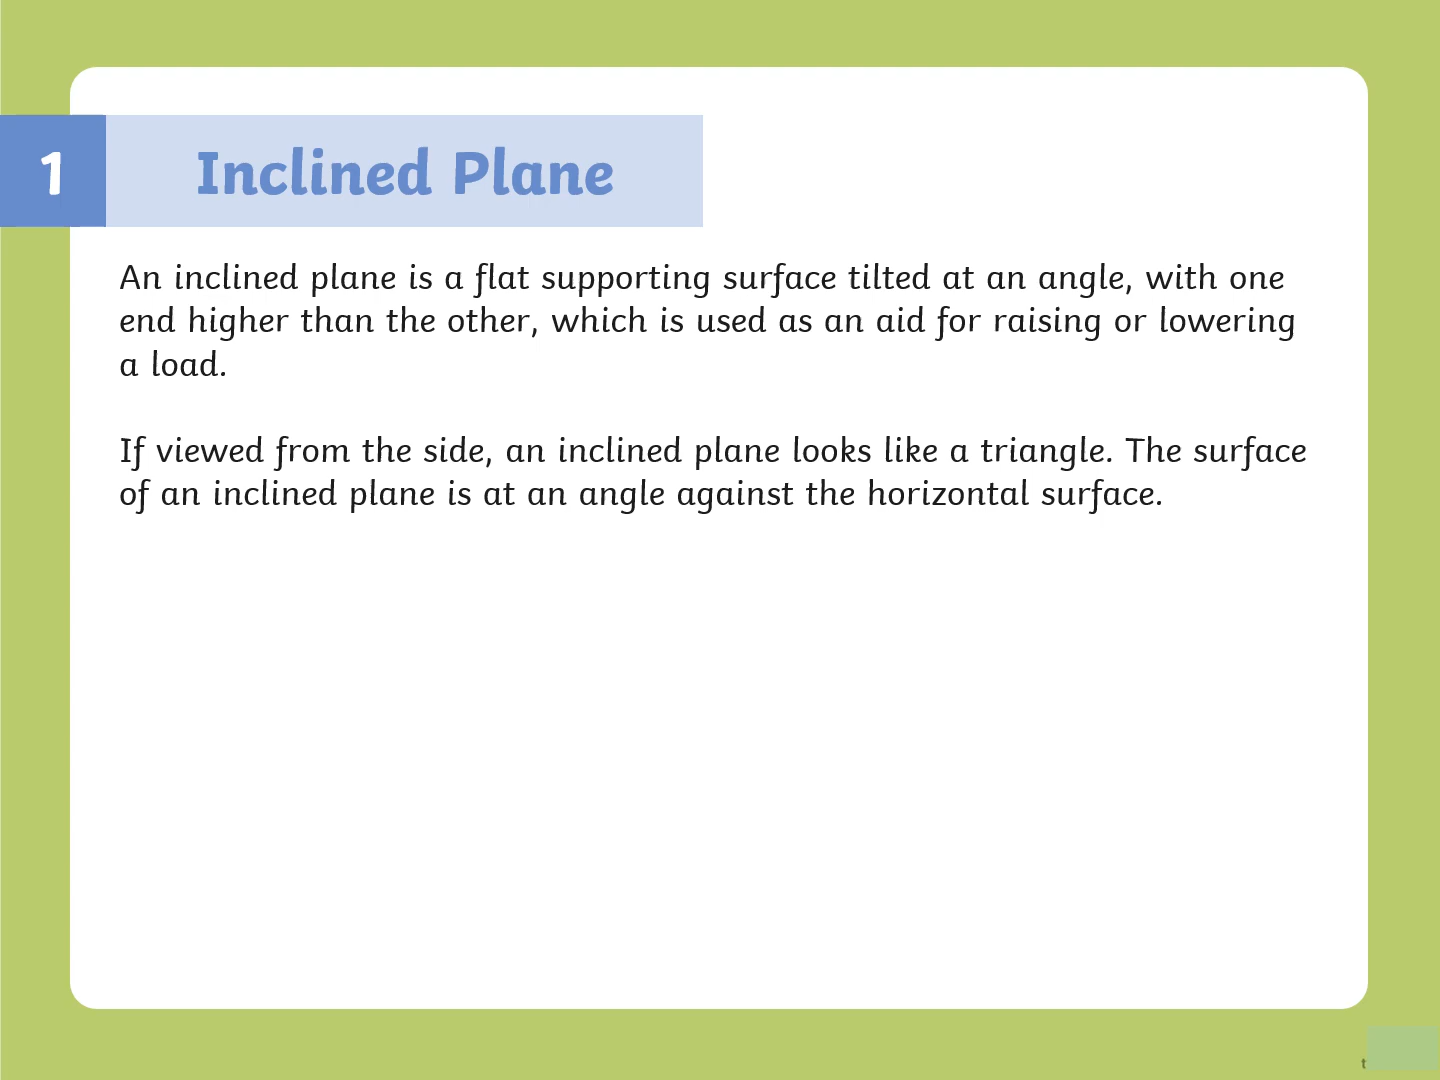 1
Inclined Plane
An inclined plane is a flat supporting surface tilted at an angle, with one
end higher than the other, which is used as an aid for raising or lowering
a load.
If viewed from the side, an inclined plane looks like a triangle. The surface
of an inclined plane is at an angle against the horizontal surface.
t